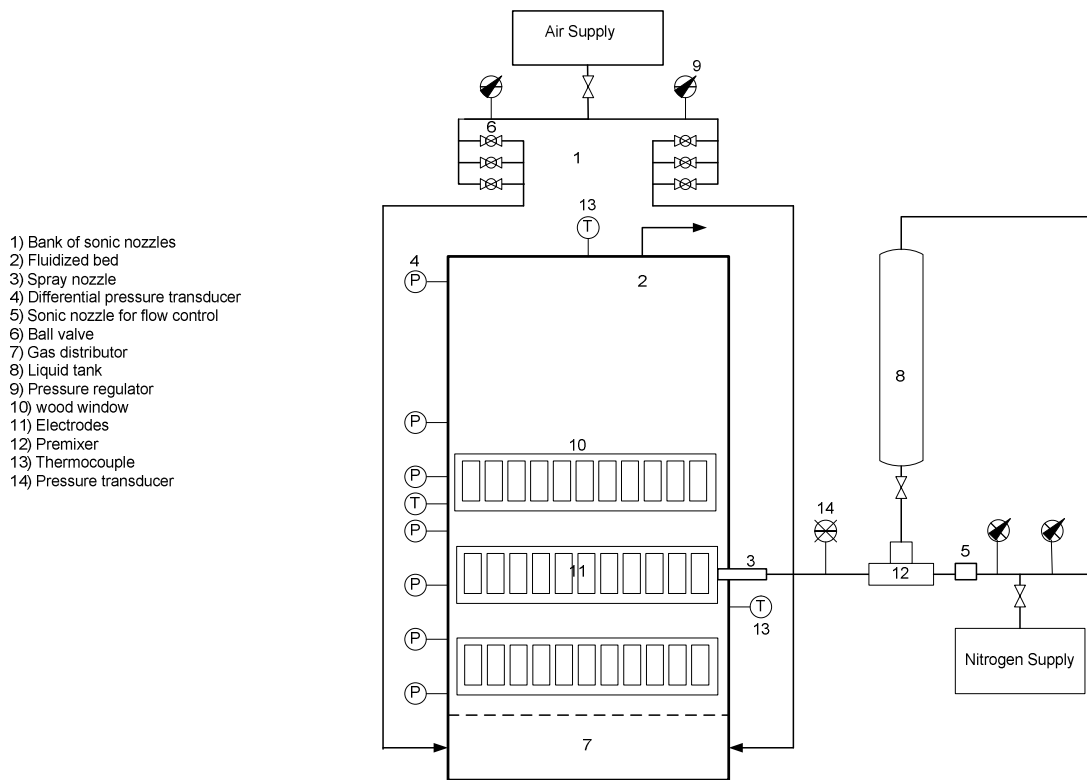 Air Supply
9
6
1
13
T
1) Bank of sonic nozzles
2) Fluidized bed
3) Spray nozzle
4) Differential pressure transducer
5) Sonic nozzle for flow control
6) Ball valve
7) Gas distributor
8) Liquid tank
9) Pressure regulator
10) wood window
11) Electrodes
12) Premixer
13) Thermocouple
14) Pressure transducer
4
P
2
8
P
10
P
T
P
14
11
3
5
12
P
T
13
P
Nitrogen Supply
P
7